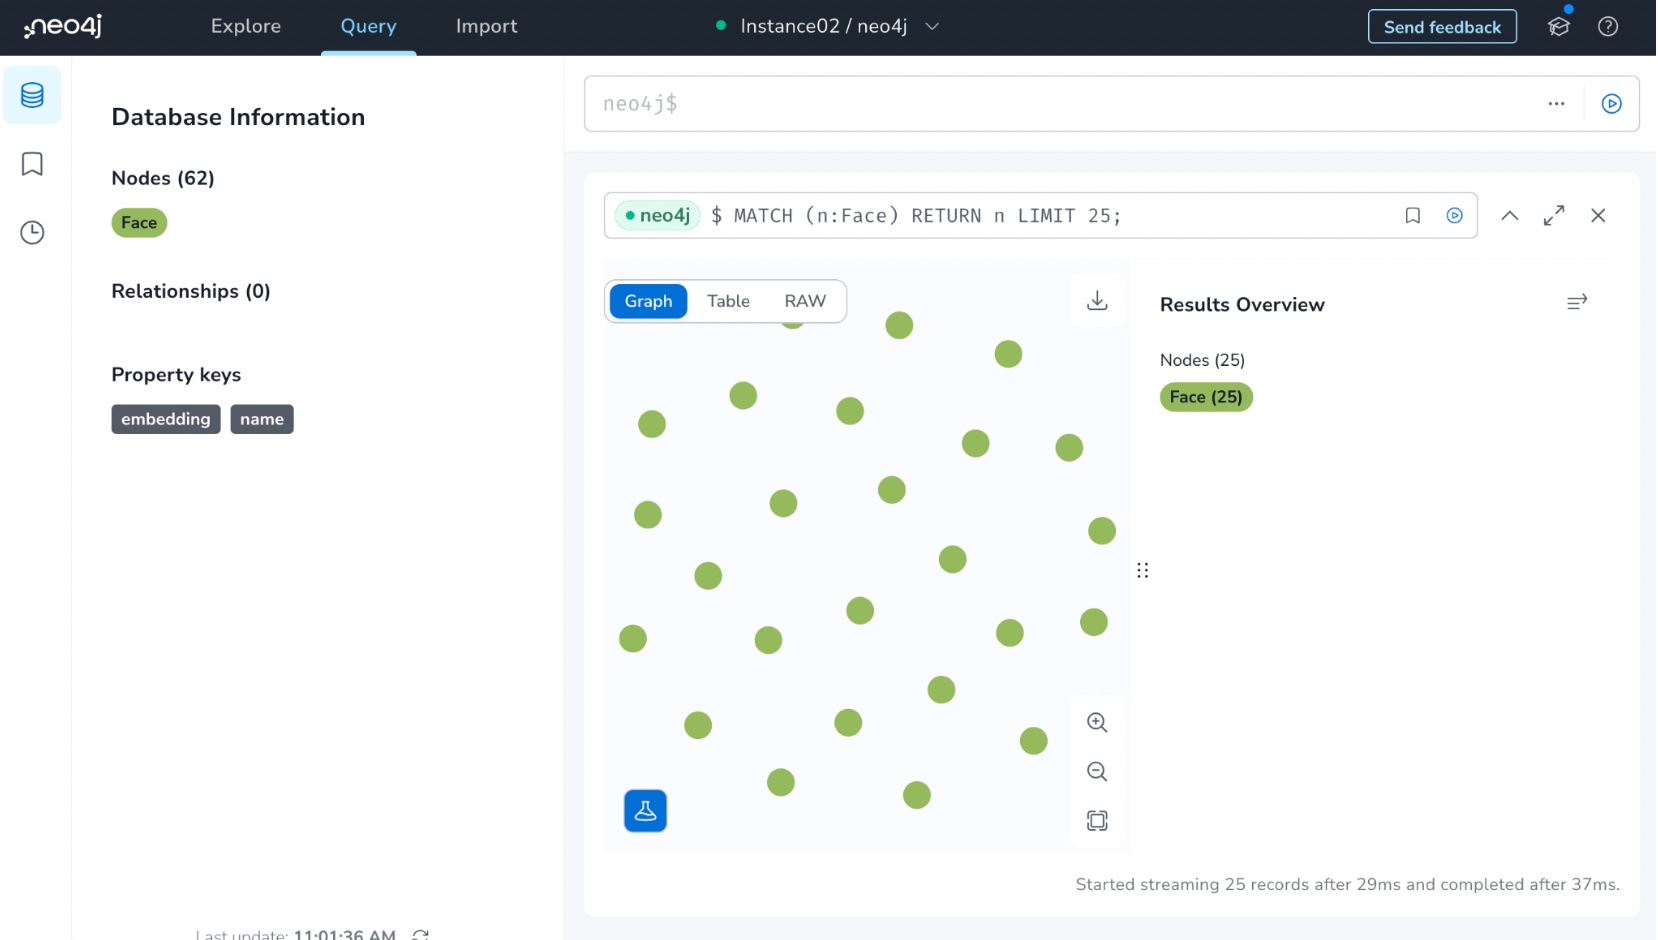 neo4j
Explore
Query
Import
Instance02 / neo4j
Send feedback
Database Information
Nodes (62)
Face
Relationships (0)
Property keys
embedding name
Last update: 11:01:36 AM
neo4j$
neo4j $ MATCH (n:Face) RETURN n LIMIT 25;
Graph Table RAW
Results Overview
Nodes (25)
Face (25)
Started streaming 25 records after 29ms and completed after 37ms.